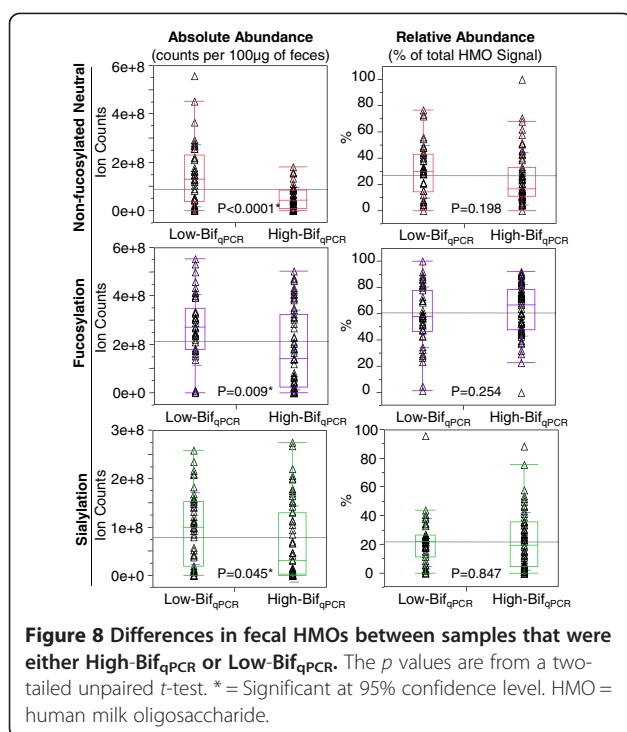 Absolute Abundance
(counts per 100µg of feces)
Relative Abundance
(% of total HMO Signal)
Non-fucosylated Neutral
Ion Counts
6e+8
4e+8
2e+8
0e+0
P<0.0001*
Low-BifqPCR
High-BifqPCR
%
100
80
60
40
20
0
P=0.198
Low-BifqPCR
High-BifqPCR
Fucosylation
Ion Counts
6e+8
4e+8
2e+8
0e+0
P=0.009*
Low-BifqPCR
High-BifqPCR
%
100
80
60
40
20
0
P=0.254
Low-BifqPCR
High-BifqPCR
Sialylation
Ion Counts
3e+8
2e+8
1e+8
0e+0
P=0.045*
Low-BifqPCR
High-BifqPCR
%
100
80
60
40
20
0
P=0.847
Low-BifqPCR
High-BifqPCR
Figure 8 Differences in fecal HMOs between samples that were
either High-BifqPCR or Low-BifqPCR. The p values are from a two-
tailed unpaired t-test. * = Significant at 95% confidence level. HMO =
human milk oligosaccharide.